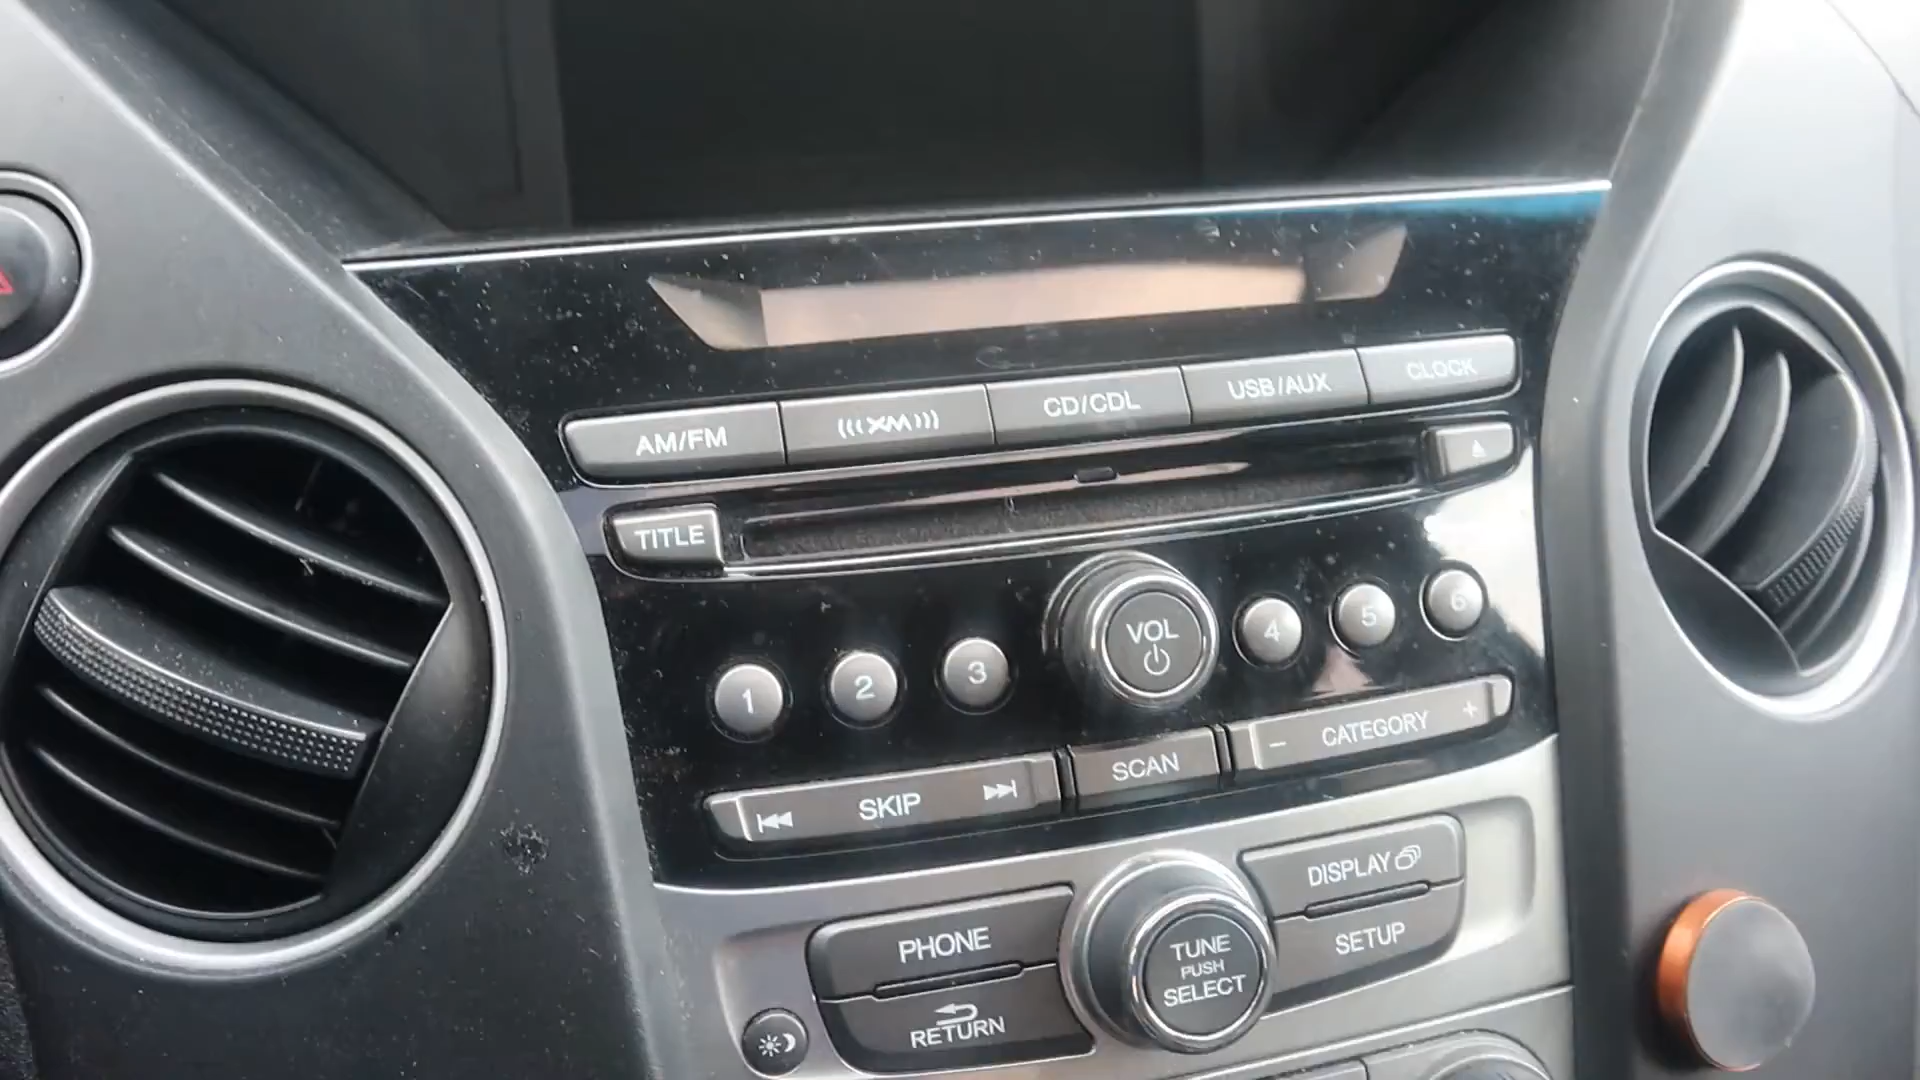 AM/FM
(((XM)))
CD/CDL
USB/AUX
CLOCK
TITLE
1
2
3
VOL
4
5
6
SKIP
SCAN
− CATEGORY +
PHONE
RETURN
TUNE
PUSH
SELECT
DISPLAY
SETUP